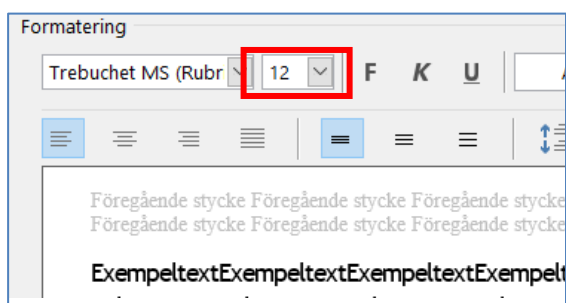 Formatering
Trebuchet MS (Rubr 12 F K U
Föregående stycke Föregående stycke Föregående stycke
Föregående stycke Föregående stycke Föregående stycke
ExempeltextExempeltextExempeltextExempelt